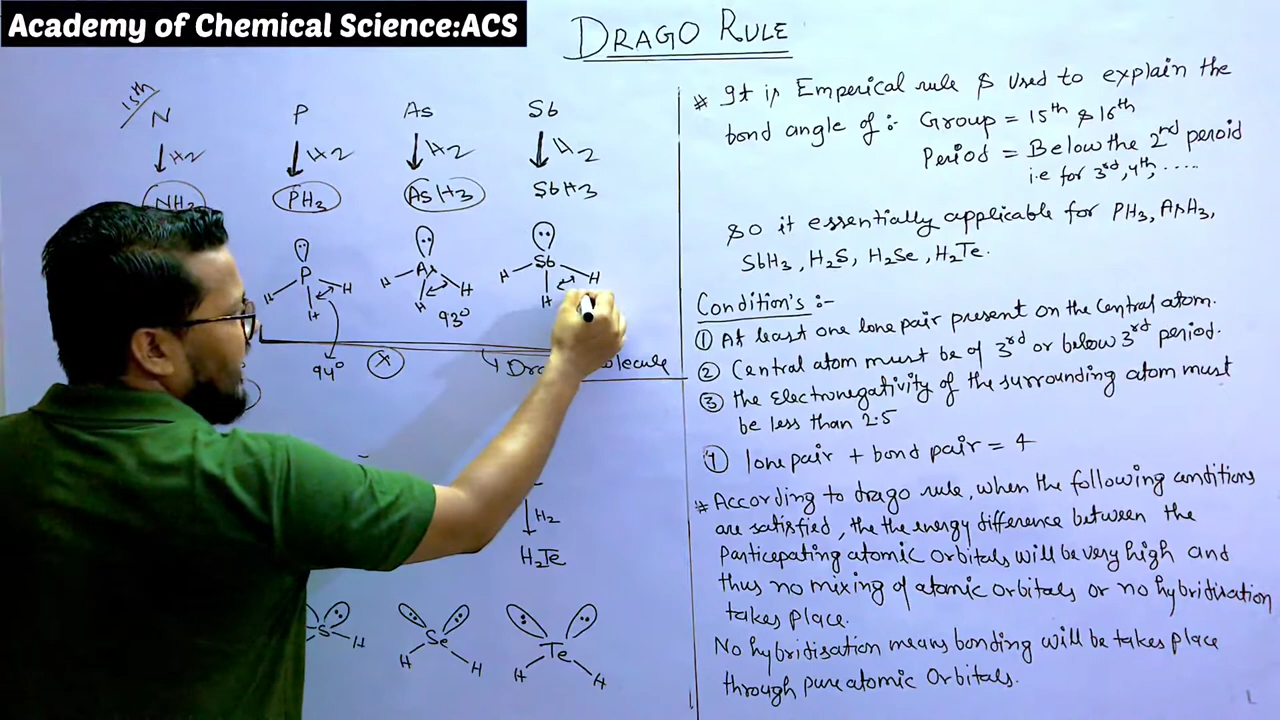 Academy of Chemical Science:ACS
DRAGO RULE
15th
N P As Sb
H2 H2 H2 H2
NH3 PH3 AsH3 SbH3
P As Sb
H H H H H H
H H H
93°
94° X
H2
H2Te
S Se Te
H H H H H
* It is Emperical rule & used to explain the
bond angle of :- Group = 15th & 16th
Period = Below the 2nd peroid
i.e for 3rd, 4th, .....
So it essentially applicable for PH3, AsH3,
SbH3, H2S, H2Se, H2Te.
Condition's :-
① At least one lone pair present on the Central atom.
② Central atom must be of 3rd or below 3rd period.
③ the Electronegativity of the surrounding atom must
be less than 2.5
④ lone pair + bond pair = 4
* According to drago rule, when the following conditions
are satisfied, the the energy difference between the
Particepating atomic orbitals will be very high and
thus no mixing of atomic orbitals or no hybridisation
takes place.
No hybridisation means bonding will be takes place
through pure atomic Orbitals.